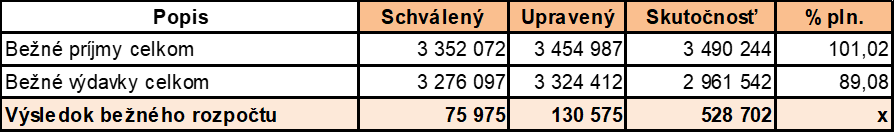 Popis Schválený Upravený Skutočnosť % pln.
Bežné príjmy celkom 3 352 072 3 454 987 3 490 244 101,02
Bežné výdavky celkom 3 276 097 3 324 412 2 961 542 89,08
Výsledok bežného rozpočtu 75 975 130 575 528 702 x